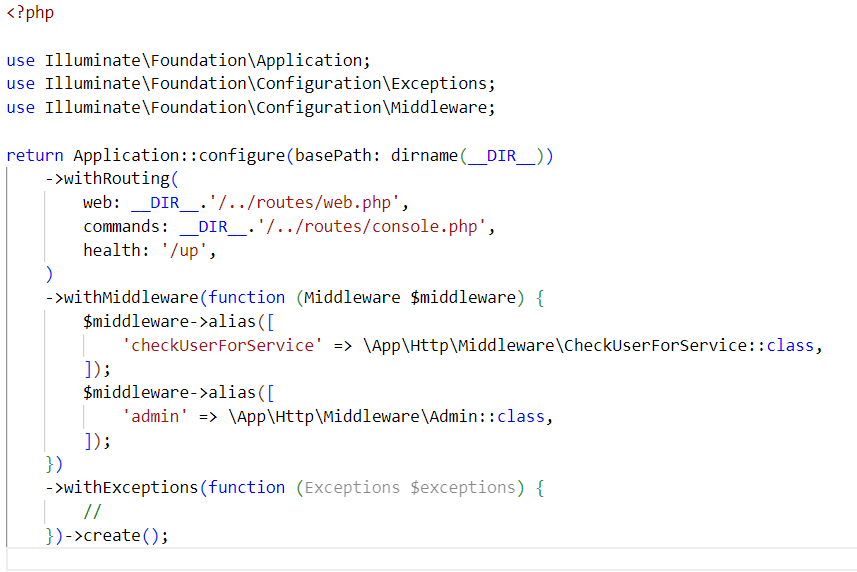 <?php
use Illuminate\Foundation\Application;
use Illuminate\Foundation\Configuration\Exceptions;
use Illuminate\Foundation\Configuration\Middleware;
return Application::configure(basePath: dirname(__DIR__))
    ->withRouting(
        web: __DIR__.'/../routes/web.php',
        commands: __DIR__.'/../routes/console.php',
        health: '/up',
    )
    ->withMiddleware(function (Middleware $middleware) {
        $middleware->alias([
            'checkUserForService' => \App\Http\Middleware\CheckUserForService::class,
        ]);
        $middleware->alias([
            'admin' => \App\Http\Middleware\Admin::class,
        ]);
    })
    ->withExceptions(function (Exceptions $exceptions) {
        //
    })->create();